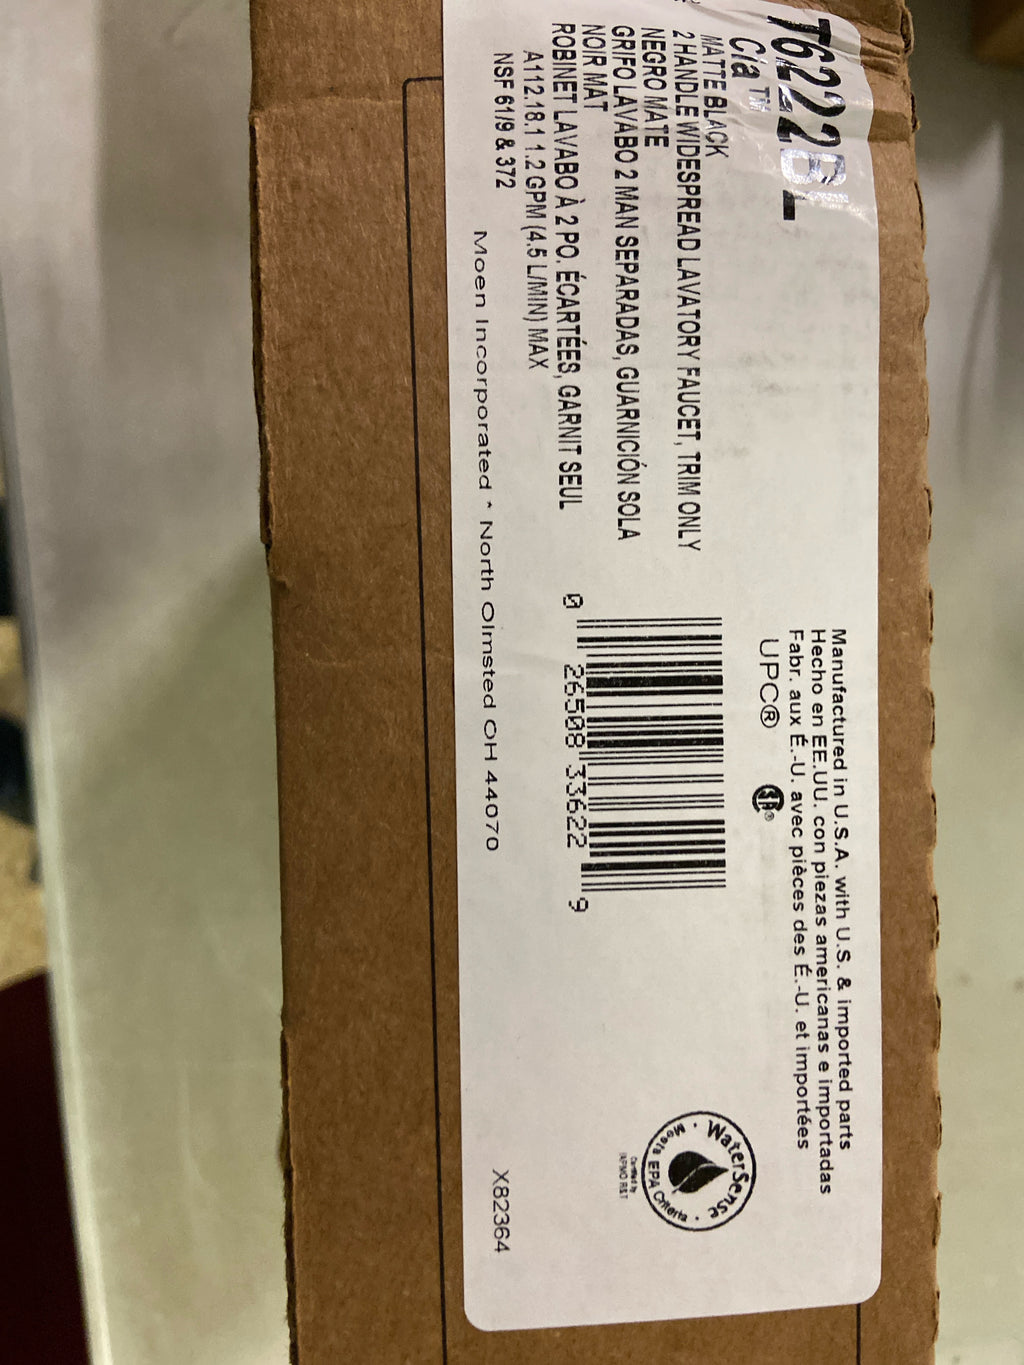 T6222BL
Cia™
MATTE BLACK
2 HANDLE WIDESPREAD LAVATORY FAUCET, TRIM ONLY
NEGRO MATE
GRIFO LAVABO 2 MAN SEPARADAS, GUARNICIÓN SOLA
NOIR MAT
ROBINET LAVABO À 2 PO. ÉCARTÉES, GARNIT SEUL
A112.18.1 1.2 GPM (4.5 L/MIN) MAX
NSF 61/9 & 372
Moen Incorporated * North Olmsted OH 44070
Manufactured in U.S.A. with U.S. & imported parts
Hecho en EE.UU. con piezas americanas e importadas
Fabr. aux É.-U. avec pièces des É.-U. et importées
UPC® SA®
0 26508 33622 9
WaterSense
Meets EPA Criteria
Certified by
IAPMO R&T
X82364